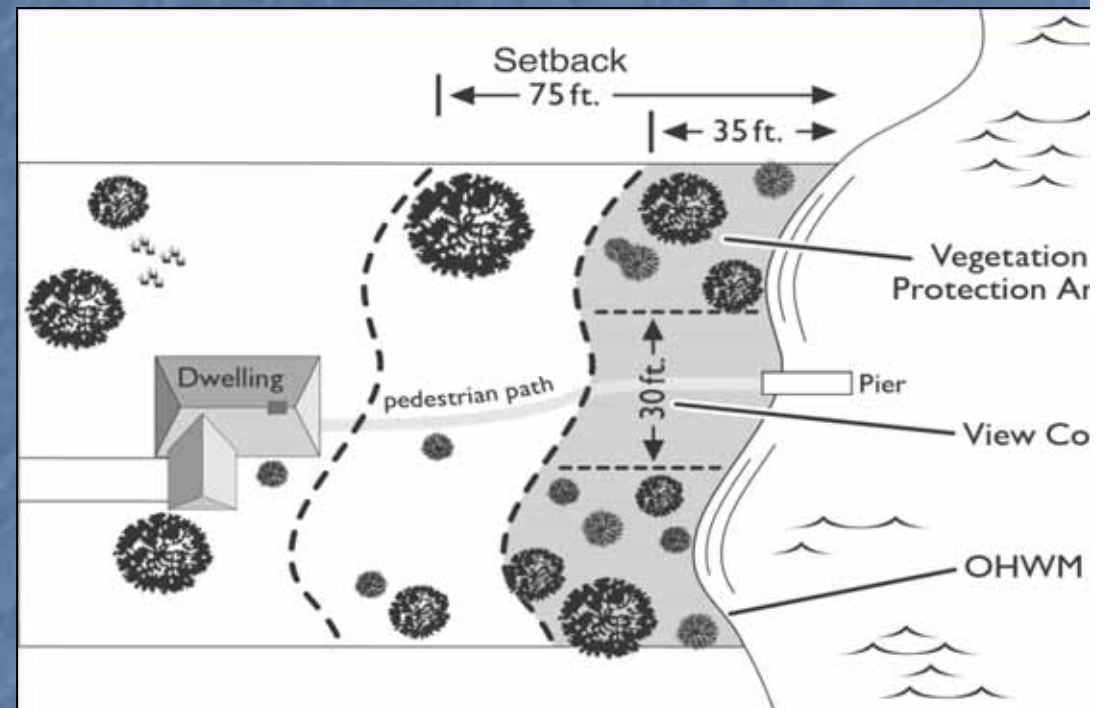 Setback
75 ft.
35 ft.
Vegetation
Protection Ar
Dwelling
pedestrian path
30 ft.
Pier
View Co
OHWM